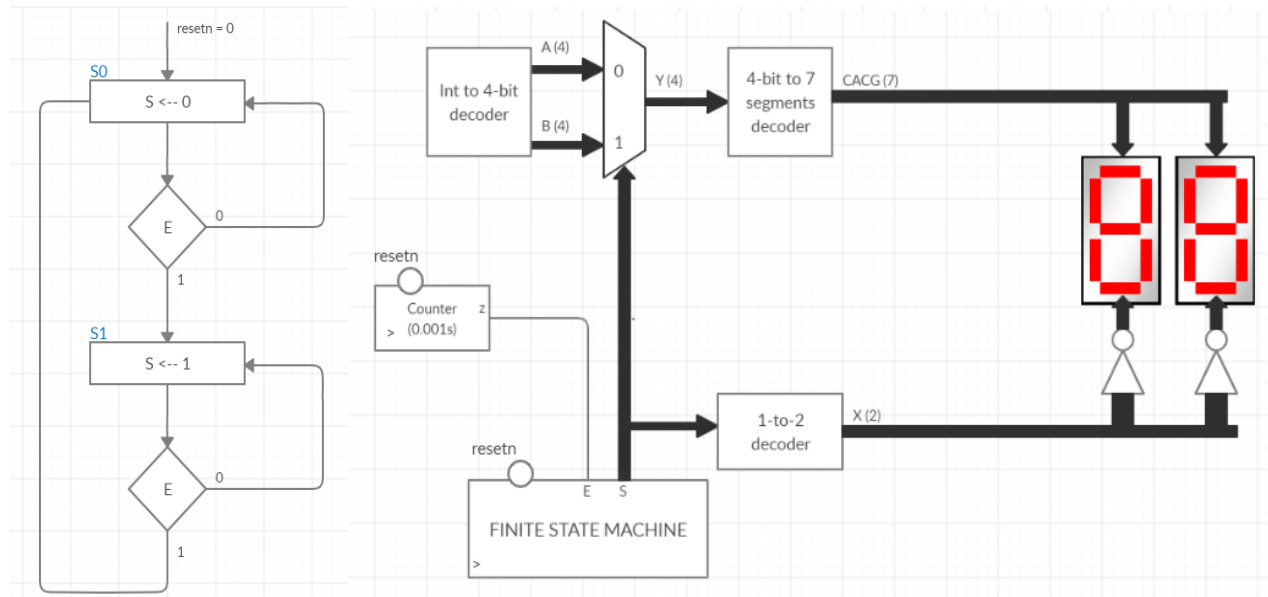 resetn = 0
S0
S <-- 0
E
0
1
S1
S <-- 1
E
0
1
Int to 4-bit
decoder
A (4)
B (4)
0
1
Y (4)
4-bit to 7
segments
decoder
CACG (7)
resetn
Counter
(0.001s)
z
>
resetn
E
S
FINITE STATE MACHINE
>
1-to-2
decoder
X (2)